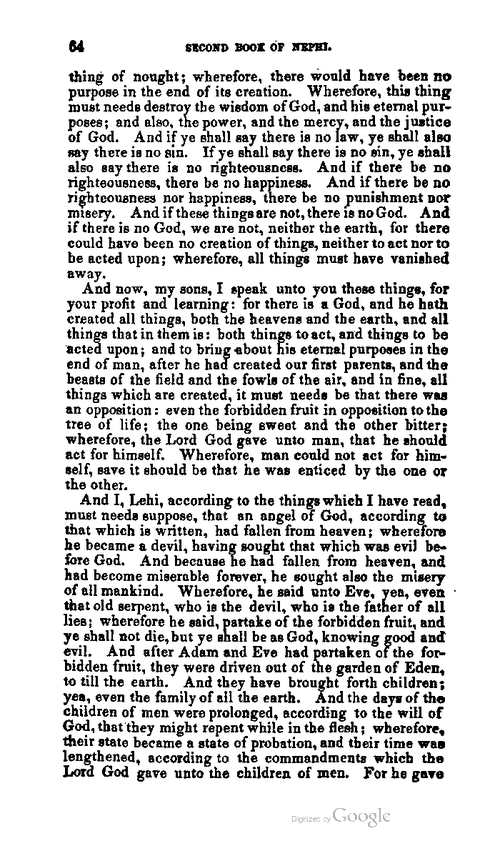 64 SECOND BOOK OF NEPHI.
thing of nought; wherefore, there would have been no
purpose in the end of its creation. Wherefore, this thing
must needs destroy the wisdom of God, and his eternal pur-
poses; and also, the power, and the mercy, and the justice
of God. And if ye shall say there is no law, ye shall also
say there is no sin. If ye shall say there is no sin, ye shall
also say there is no righteousness. And if there be no
righteousness, there be no happiness. And if there be no
righteousness nor happiness, there be no punishment nor
misery. And if these things are not, there is no God. And
if there is no God, we are not, neither the earth, for there
could have been no creation of things, neither to act nor to
be acted upon; wherefore, all things must have vanished
away.
And now, my sons, I speak unto you these things, for
your profit and learning: for there is a God, and he hath
created all things, both the heavens and the earth, and all
things that in them is: both things to act, and things to be
acted upon; and to bring about his eternal purposes in the
end of man, after he had created our first parents, and the
beasts of the field and the fowls of the air, and in fine, all
things which are created, it must needs be that there was
an opposition: even the forbidden fruit in opposition to the
tree of life; the one being sweet and the other bitter;
wherefore, the Lord God gave unto man, that he should
act for himself. Wherefore, man could not act for him-
self, save it should be that he was enticed by the one or
the other.
And I, Lehi, according to the things which I have read,
must needs suppose, that an angel of God, according to
that which is written, had fallen from heaven; wherefore
he became a devil, having sought that which was evil be-
fore God. And because he had fallen from heaven, and
had become miserable forever, he sought also the misery
of all mankind. Wherefore, he said unto Eve, yea, even
that old serpent, who is the devil, who is the father of all
lies; wherefore he said, partake of the forbidden fruit, and
ye shall not die, but ye shall be as God, knowing good and
evil. And after Adam and Eve had partaken of the for-
bidden fruit, they were driven out of the garden of Eden,
to till the earth. And they have brought forth children;
yea, even the family of all the earth. And the days of the
children of men were prolonged, according to the will of
God, that they might repent while in the flesh; wherefore,
their state became a state of probation, and their time was
lengthened, according to the commandments which the
Lord God gave unto the children of men. For he gave
Digitized by Google